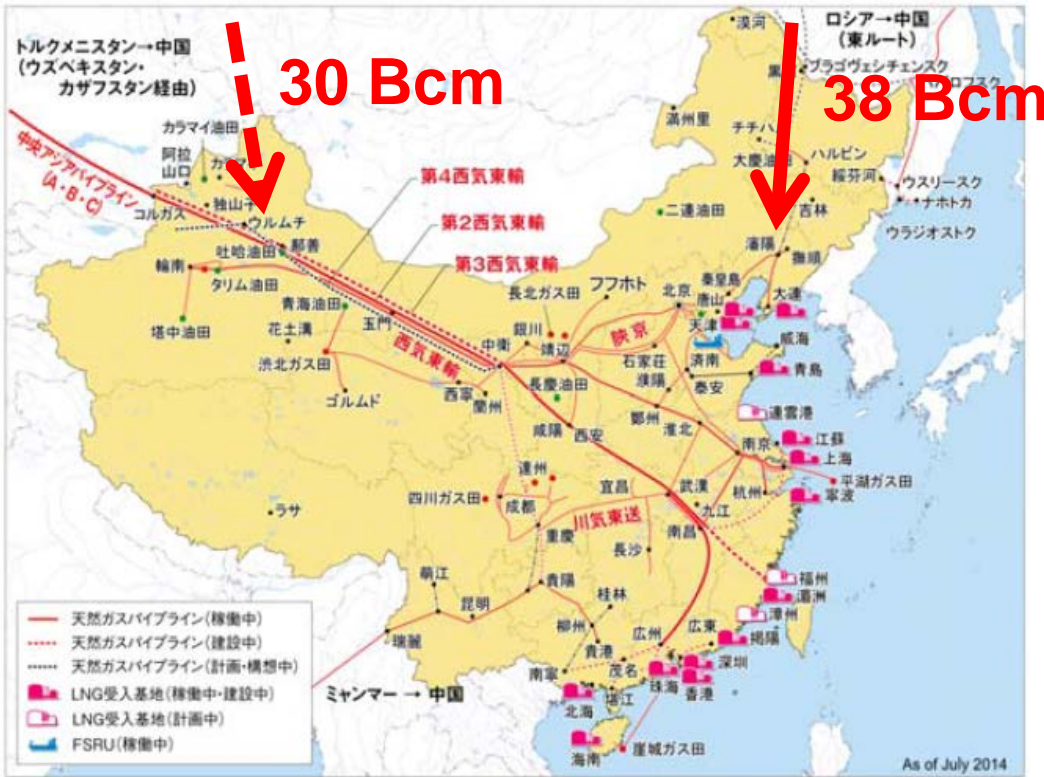 トルクメニスタン→中国
(ウズベキスタン・
カザフスタン経由)
30 Bcm
ロシア→中国
(東ルート)
38 Bcm
漠河
ブラゴヴェシチェンスク
満州里
チチハ
大慶油田
ハルビン
綏芬河
ウスリースク
ナホトカ
ウラジオストク
吉林
二連油田
瀋陽
撫順
カラマイ油田
阿拉
山口
独山子
コルガス
ウルムチ
中央アジアパイプライン
(A・B・C)
第4西気東輸
第2西気東輸
第3西気東輸
吐哈油田
鄯善
輪南
タリム油田
塔中油田
青海油田
花土溝
玉門
渋北ガス田
ゴルムド
西気東輸
西寧
蘭州
中衛
銀川
長北ガス田
フフホト
靖辺
陝京
北京
秦皇島
唐山
天津
大連
威海
石家荘
済南
濮陽
泰安
青島
長慶油田
鄭州
淮北
連雲港
咸陽
西安
南京
江蘇
上海
平湖ガス田
杭州
寧波
達州
四川ガス田
成都
宜昌
武漢
九江
川気東送
南昌
重慶
長沙
ラサ
萌江
昆明
貴陽
瑞麗
桂林
柳州
貴港
南寧
広州
広東
福州
湄洲
漳州
掲陽
深圳
珠海
香港
茂名
湛江
北海
海南
崖城ガス田
ミャンマー → 中国
天然ガスパイプライン(稼働中)
天然ガスパイプライン(建設中)
天然ガスパイプライン(計画・構想中)
LNG受入基地(稼働中・建設中)
LNG受入基地(計画中)
FSRU(稼働中)
As of July 2014